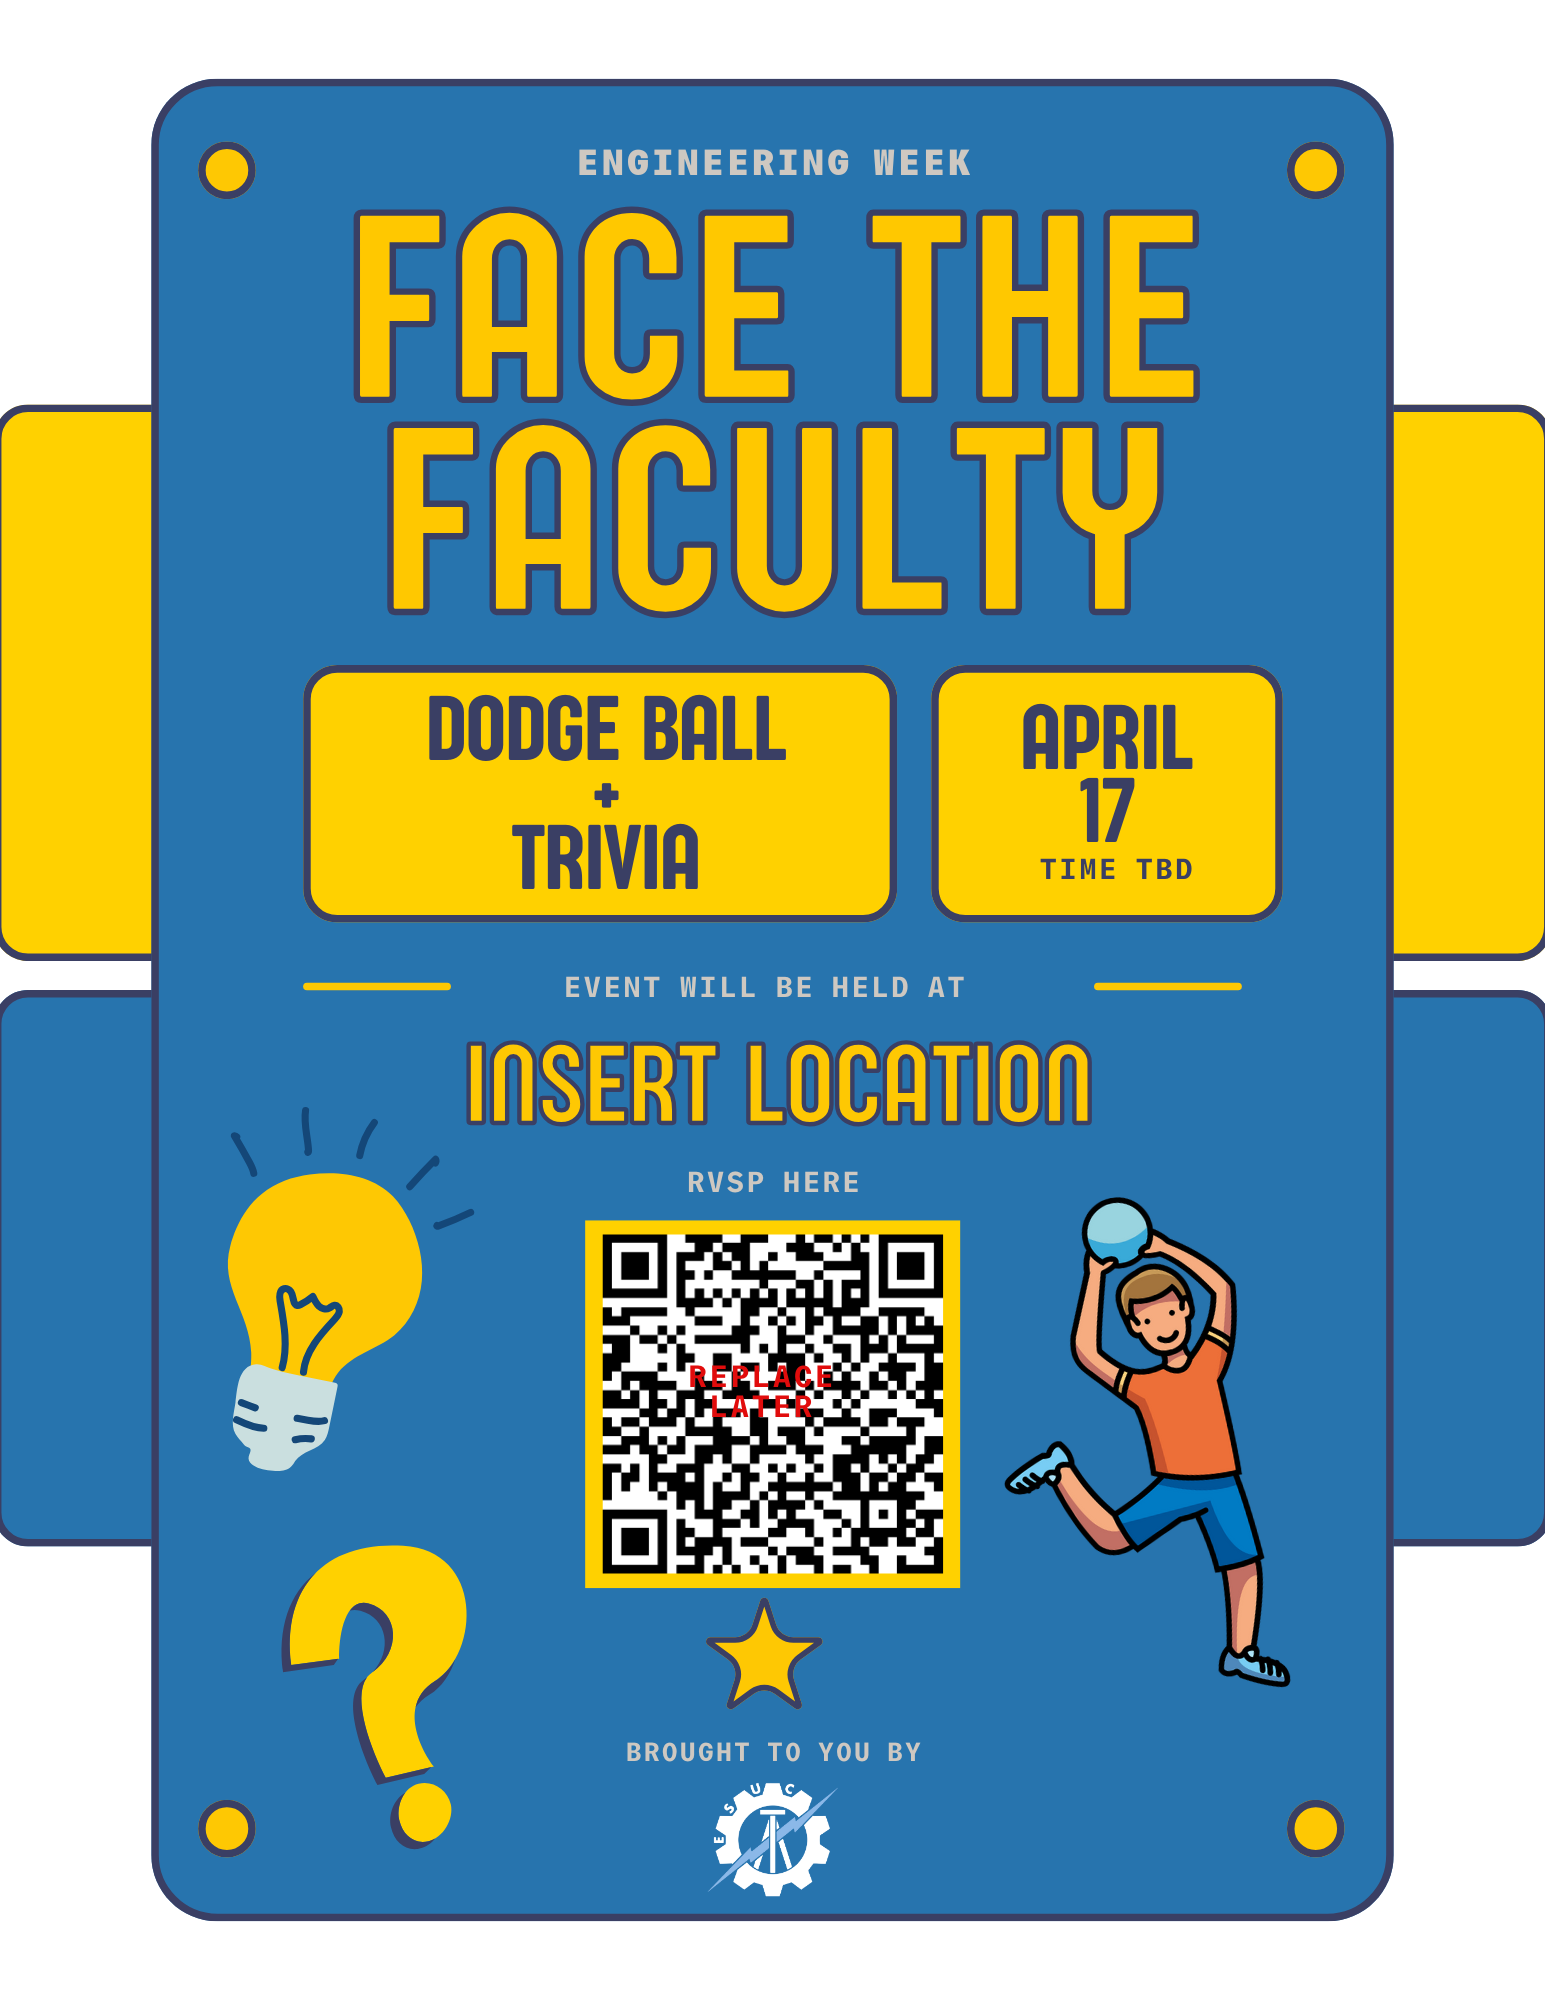 ENGINEERING WEEK
FACE THE
FACULTY
DODGE BALL
+
TRIVIA
APRIL
17
TIME TBD
EVENT WILL BE HELD AT
INSERT LOCATION
RVSP HERE
REPLACE
LATER
BROUGHT TO YOU BY
ESUC